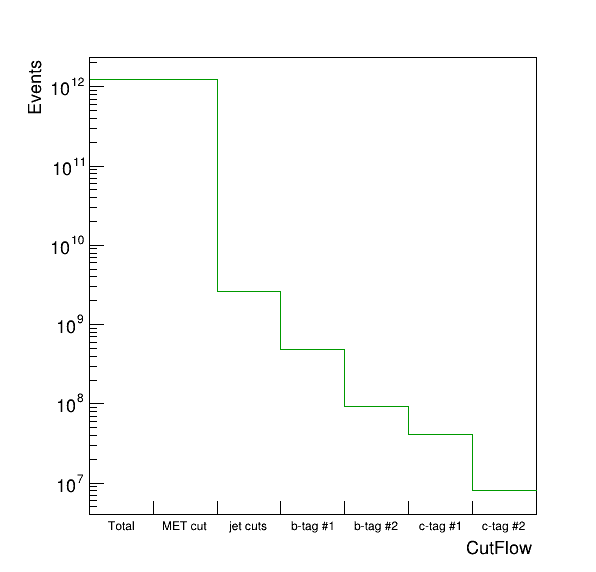 Events
10^12
10^11
10^10
10^9
10^8
10^7
Total MET cut jet cuts b-tag #1 b-tag #2 c-tag #1 c-tag #2
CutFlow